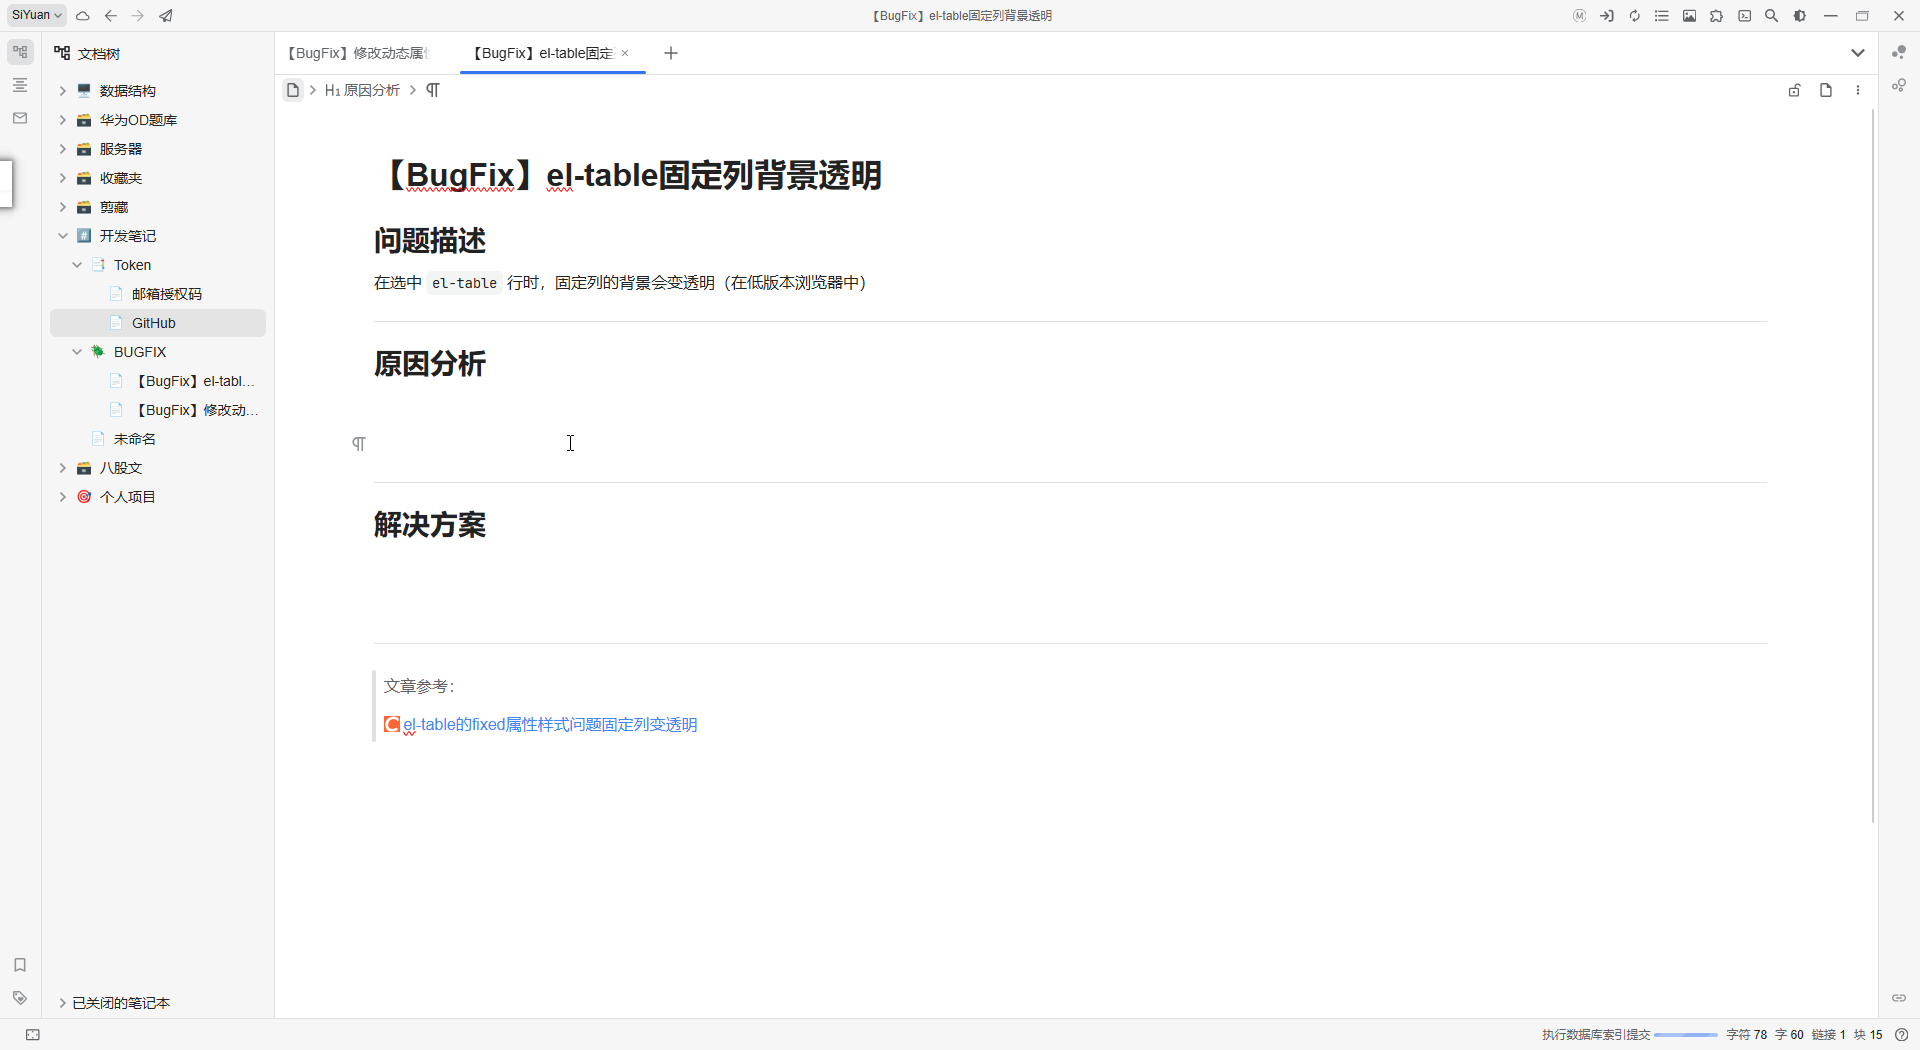 SiYuan
【BugFix】el-table固定列背景透明
文档树
数据结构
华为OD题库
服务器
收藏夹
剪藏
开发笔记
Token
邮箱授权码
GitHub
BUGFIX
【BugFix】el-tabl...
【BugFix】修改动...
未命名
八股文
个人项目
已关闭的笔记本
【BugFix】修改动态属
【BugFix】el-table固定
H1 原因分析
【BugFix】el-table固定列背景透明
问题描述
在选中 el-table 行时，固定列的背景会变透明（在低版本浏览器中）
原因分析
解决方案
文章参考：
el-table的fixed属性样式问题固定列变透明
执行数据库索引提交 字符 78 字 60 链接 1 块 15